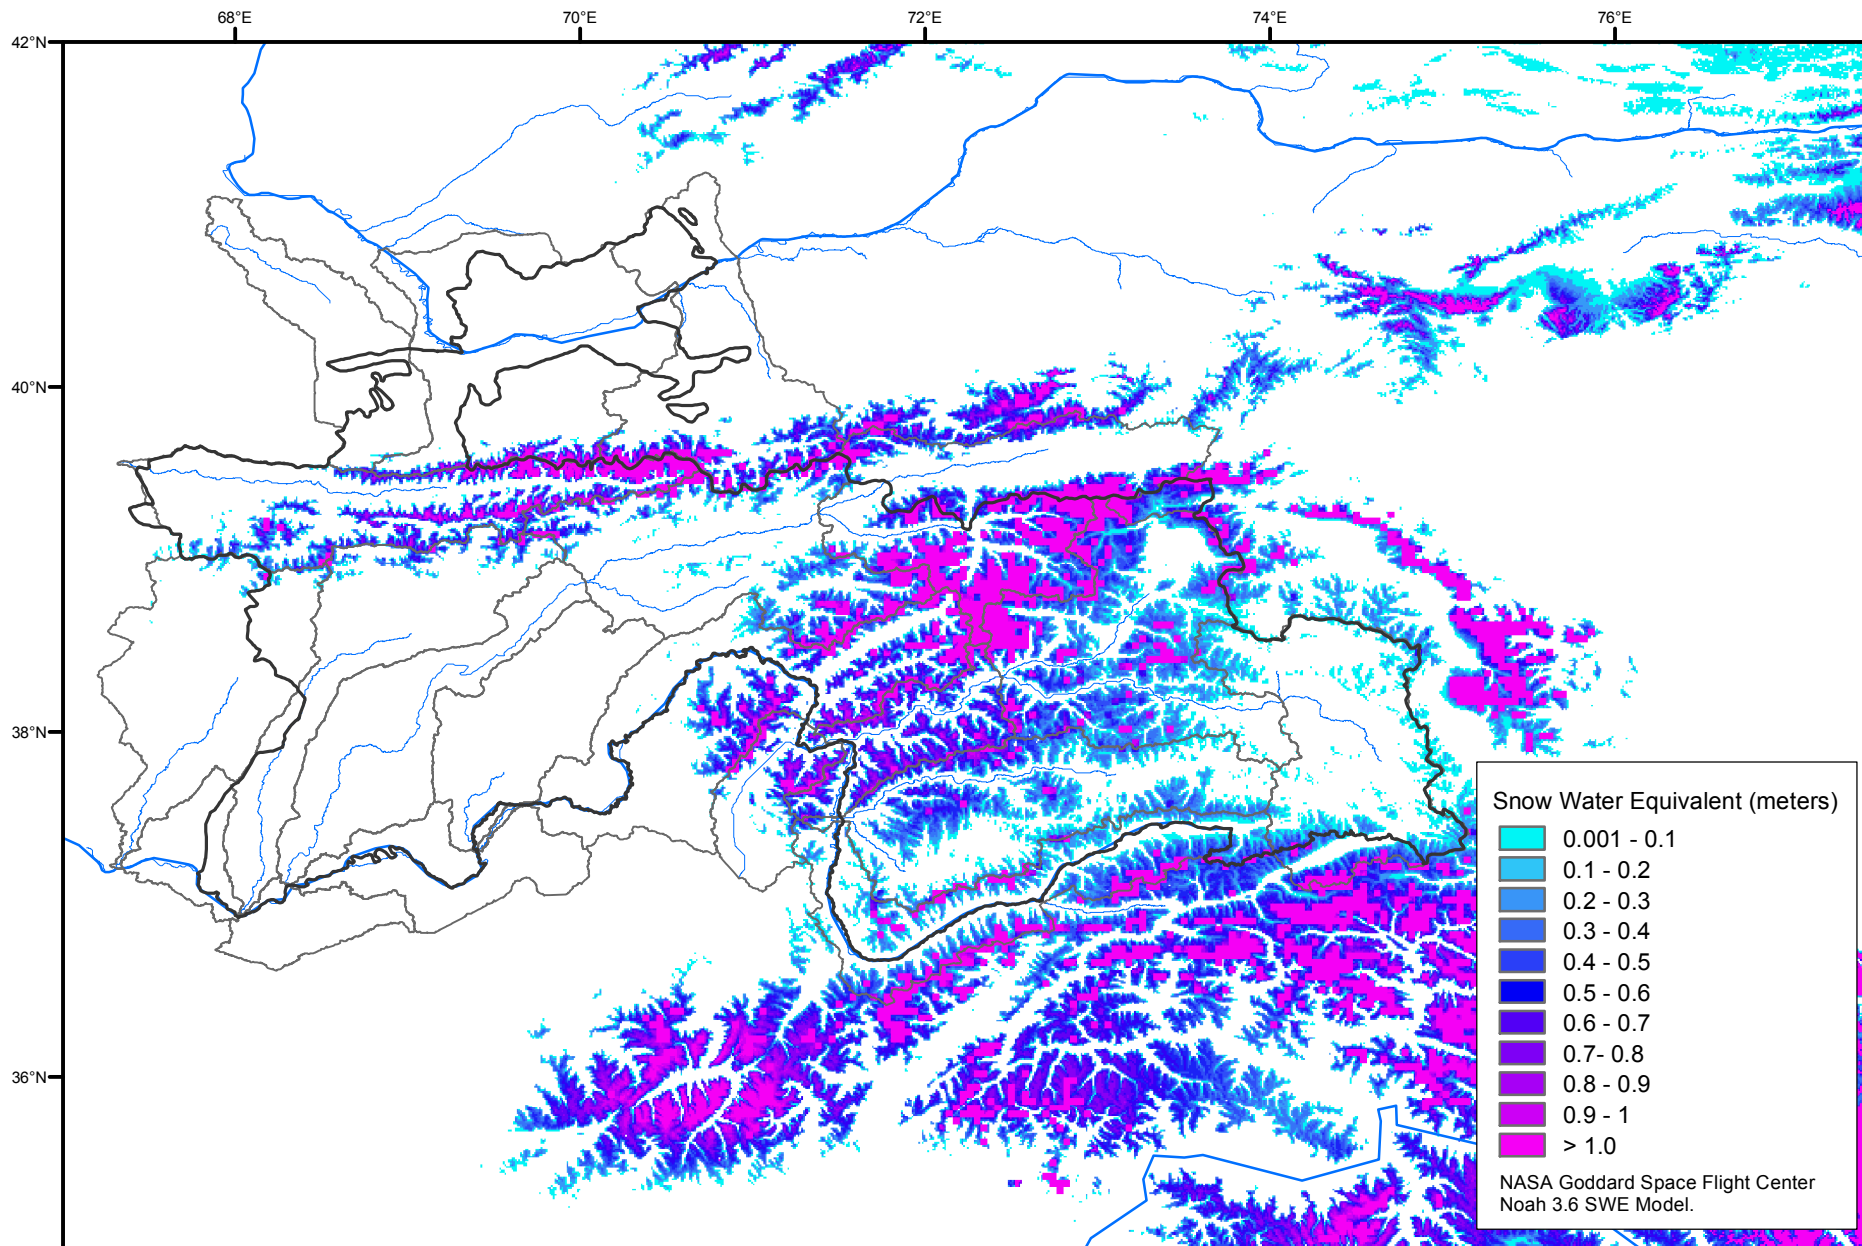 68°E 70°E 72°E 74°E 76°E
42°N
40°N
38°N
36°N
Snow Water Equivalent (meters)
0.001 - 0.1
0.1 - 0.2
0.2 - 0.3
0.3 - 0.4
0.4 - 0.5
0.5 - 0.6
0.6 - 0.7
0.7- 0.8
0.8 - 0.9
0.9 - 1
> 1.0
NASA Goddard Space Flight Center
Noah 3.6 SWE Model.